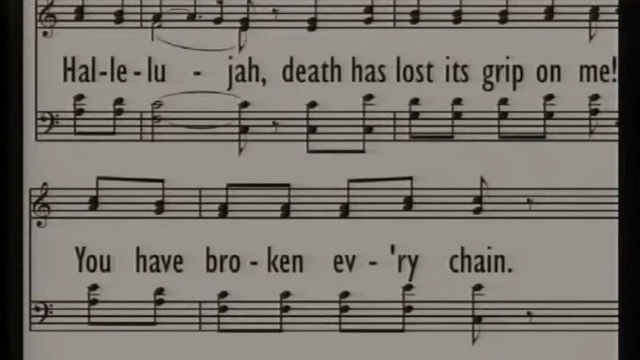 Hal-le-lu - jah, death has lost its grip on me!
You have bro-ken ev-'ry chain.